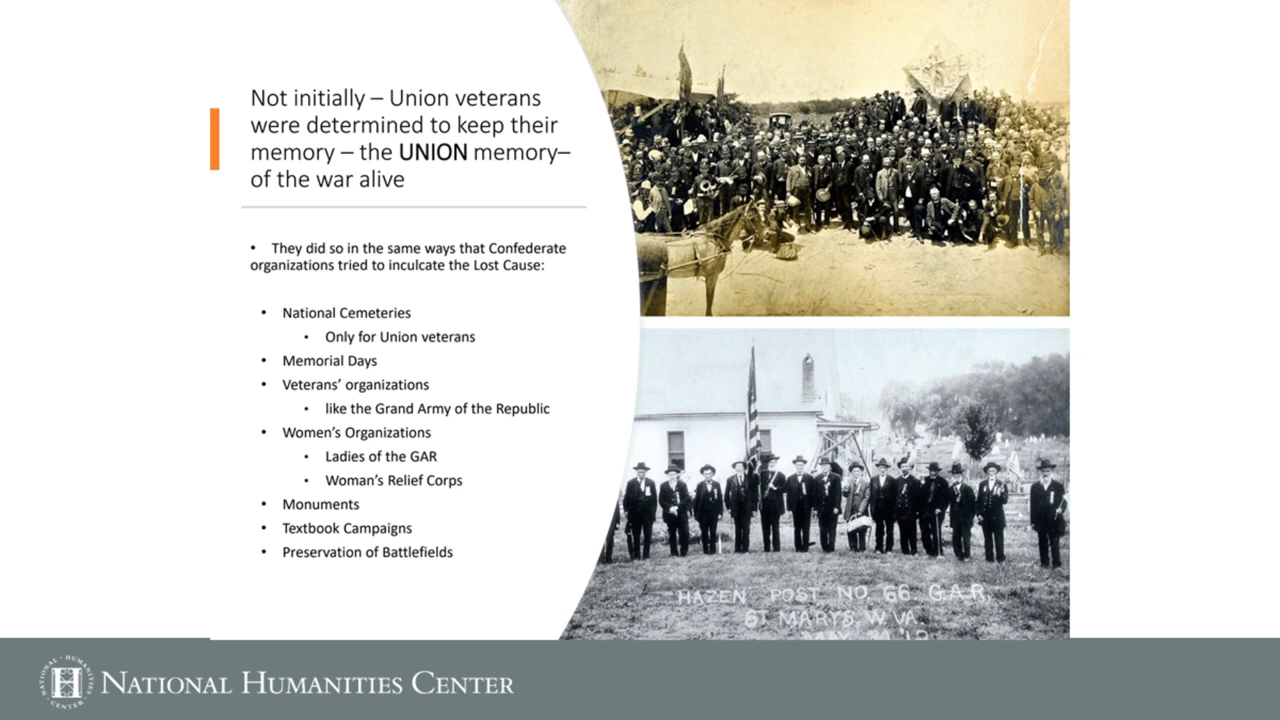 Not initially – Union veterans
were determined to keep their
memory – the UNION memory–
of the war alive
• They did so in the same ways that Confederate
organizations tried to inculcate the Lost Cause:
• National Cemeteries
• Only for Union veterans
• Memorial Days
• Veterans’ organizations
• like the Grand Army of the Republic
• Women’s Organizations
• Ladies of the GAR
• Woman’s Relief Corps
• Monuments
• Textbook Campaigns
• Preservation of Battlefields
HAZEN POST NO. 66 G.A.R.
ST MARYS, W.VA.
NATIONAL HUMANITIES CENTER
NATIONAL HUMANITIES CENTER